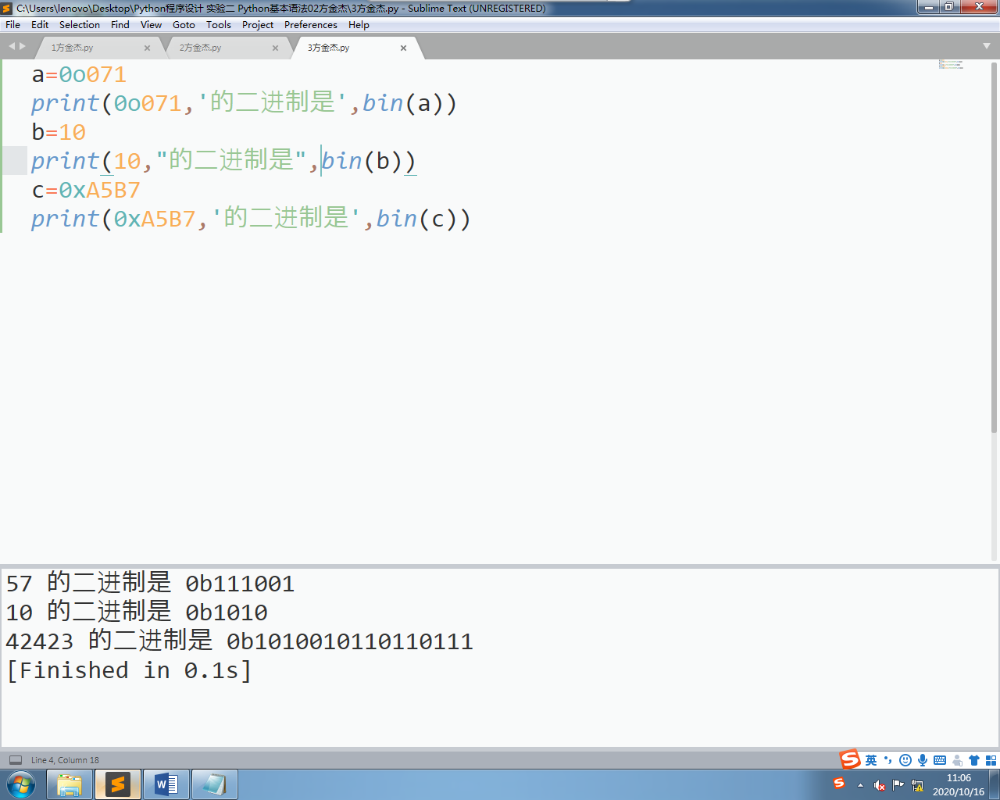 C:\Users\lenovo\Desktop\Python程序设计 实验二 Python基本语法02方金杰\3方金杰.py - Sublime Text (UNREGISTERED)
File Edit Selection Find View Goto Tools Project Preferences Help
1方金杰.py 2方金杰.py 3方金杰.py
a=0o071
print(0o071,'的二进制是',bin(a))
b=10
print(10,"的二进制是",bin(b))
c=0xA5B7
print(0xA5B7,'的二进制是',bin(c))
57 的二进制是 0b111001
10 的二进制是 0b1010
42423 的二进制是 0b1010010110110111
[Finished in 0.1s]
Line 4, Column 18
英
11:06
2020/10/16